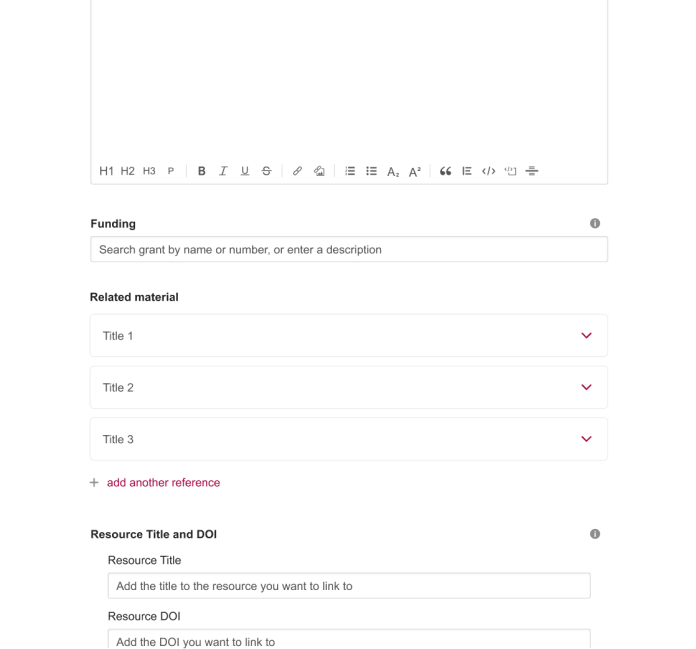 H1 H2 H3 P B I U S A₂ A² “ </>
Funding
Search grant by name or number, or enter a description
Related material
Title 1
Title 2
Title 3
+ add another reference
Resource Title and DOI
Resource Title
Add the title to the resource you want to link to
Resource DOI
Add the DOI you want to link to